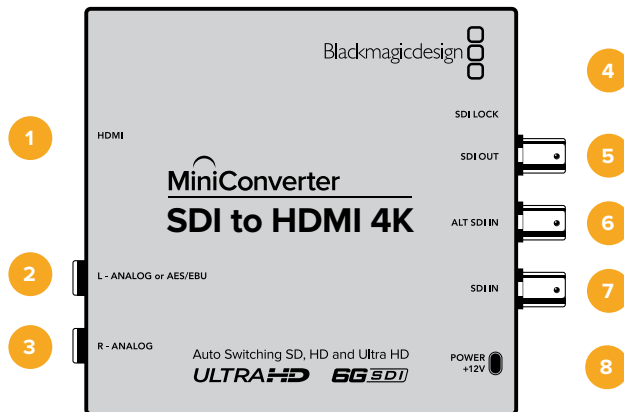 Blackmagicdesign
4
SDI LOCK
1
HDMI
SDI OUT
5
MiniConverter
SDI to HDMI 4K
ALT SDI IN
6
2
L - ANALOG or AES/EBU
SDI IN
7
3
R - ANALOG
Auto Switching SD, HD and Ultra HD
ULTRAHD 6G SDI
POWER
+12V
8